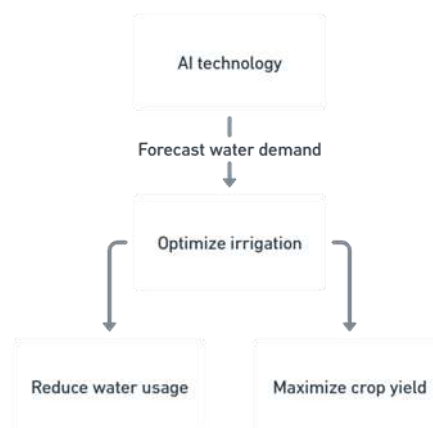 AI technology
Forecast water demand
Optimize irrigation
Reduce water usage
Maximize crop yield